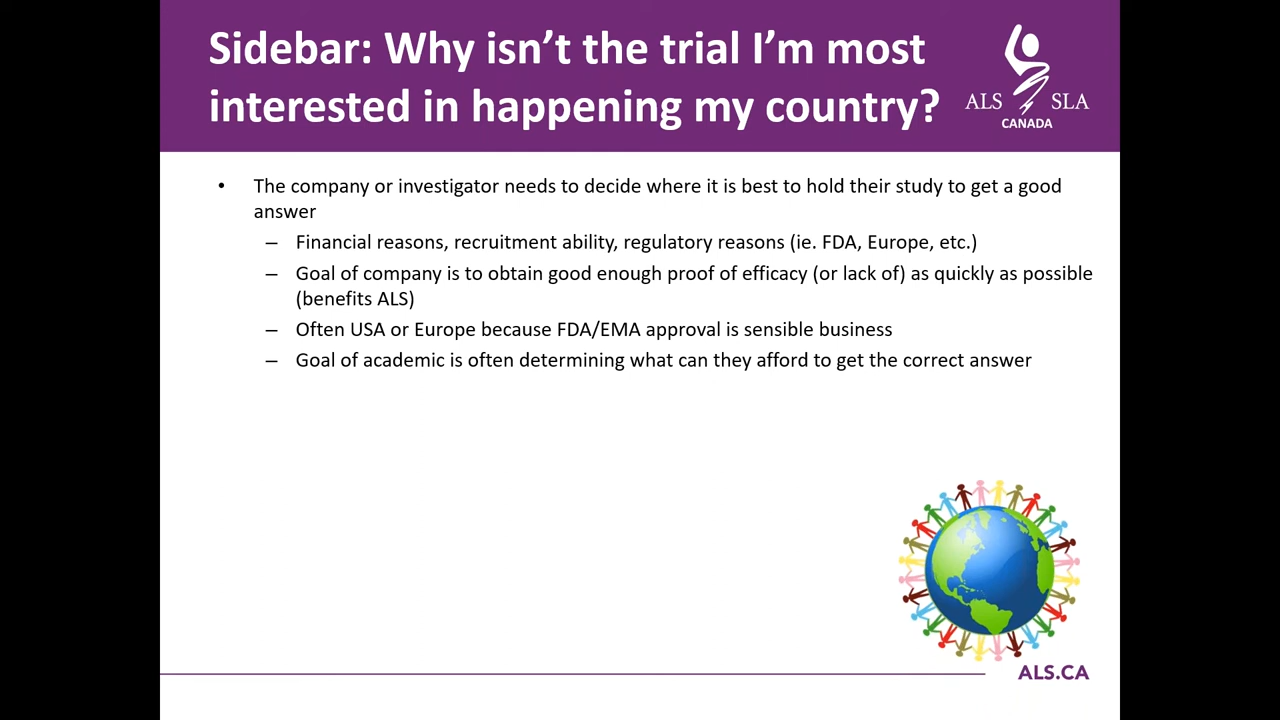 Sidebar: Why isn’t the trial I’m most
interested in happening my country?
ALS SLA
CANADA
• The company or investigator needs to decide where it is best to hold their study to get a good
answer
– Financial reasons, recruitment ability, regulatory reasons (ie. FDA, Europe, etc.)
– Goal of company is to obtain good enough proof of efficacy (or lack of) as quickly as possible
(benefits ALS)
– Often USA or Europe because FDA/EMA approval is sensible business
– Goal of academic is often determining what can they afford to get the correct answer
ALS.CA